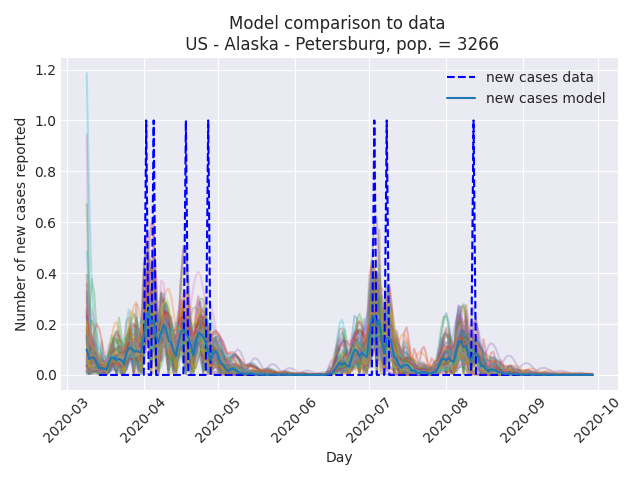 Model comparison to data
US - Alaska - Petersburg, pop. = 3266
new cases data
new cases model
Number of new cases reported
1.2
1.0
0.8
0.6
0.4
0.2
0.0
2020-03
2020-04
2020-05
2020-06
2020-07
2020-08
2020-09
2020-10
Day